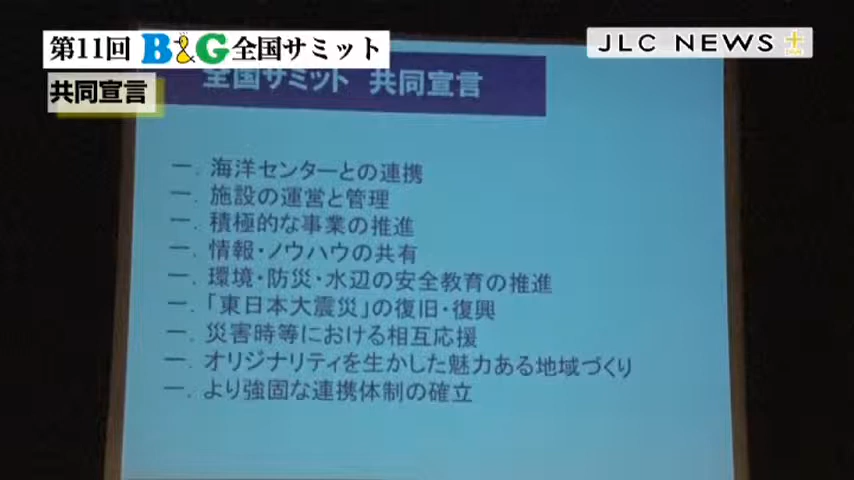 第11回 B&G 全国サミット
JLC NEWS+
共同宣言
全国サミット 共同宣言
一. 海洋センターとの連携
一. 施設の運営と管理
一. 積極的な事業の推進
一. 情報・ノウハウの共有
一. 環境・防災・水辺の安全教育の推進
一. 「東日本大震災」の復旧・復興
一. 災害時等における相互応援
一. オリジナリティを生かした魅力ある地域づくり
一. より強固な連携体制の確立